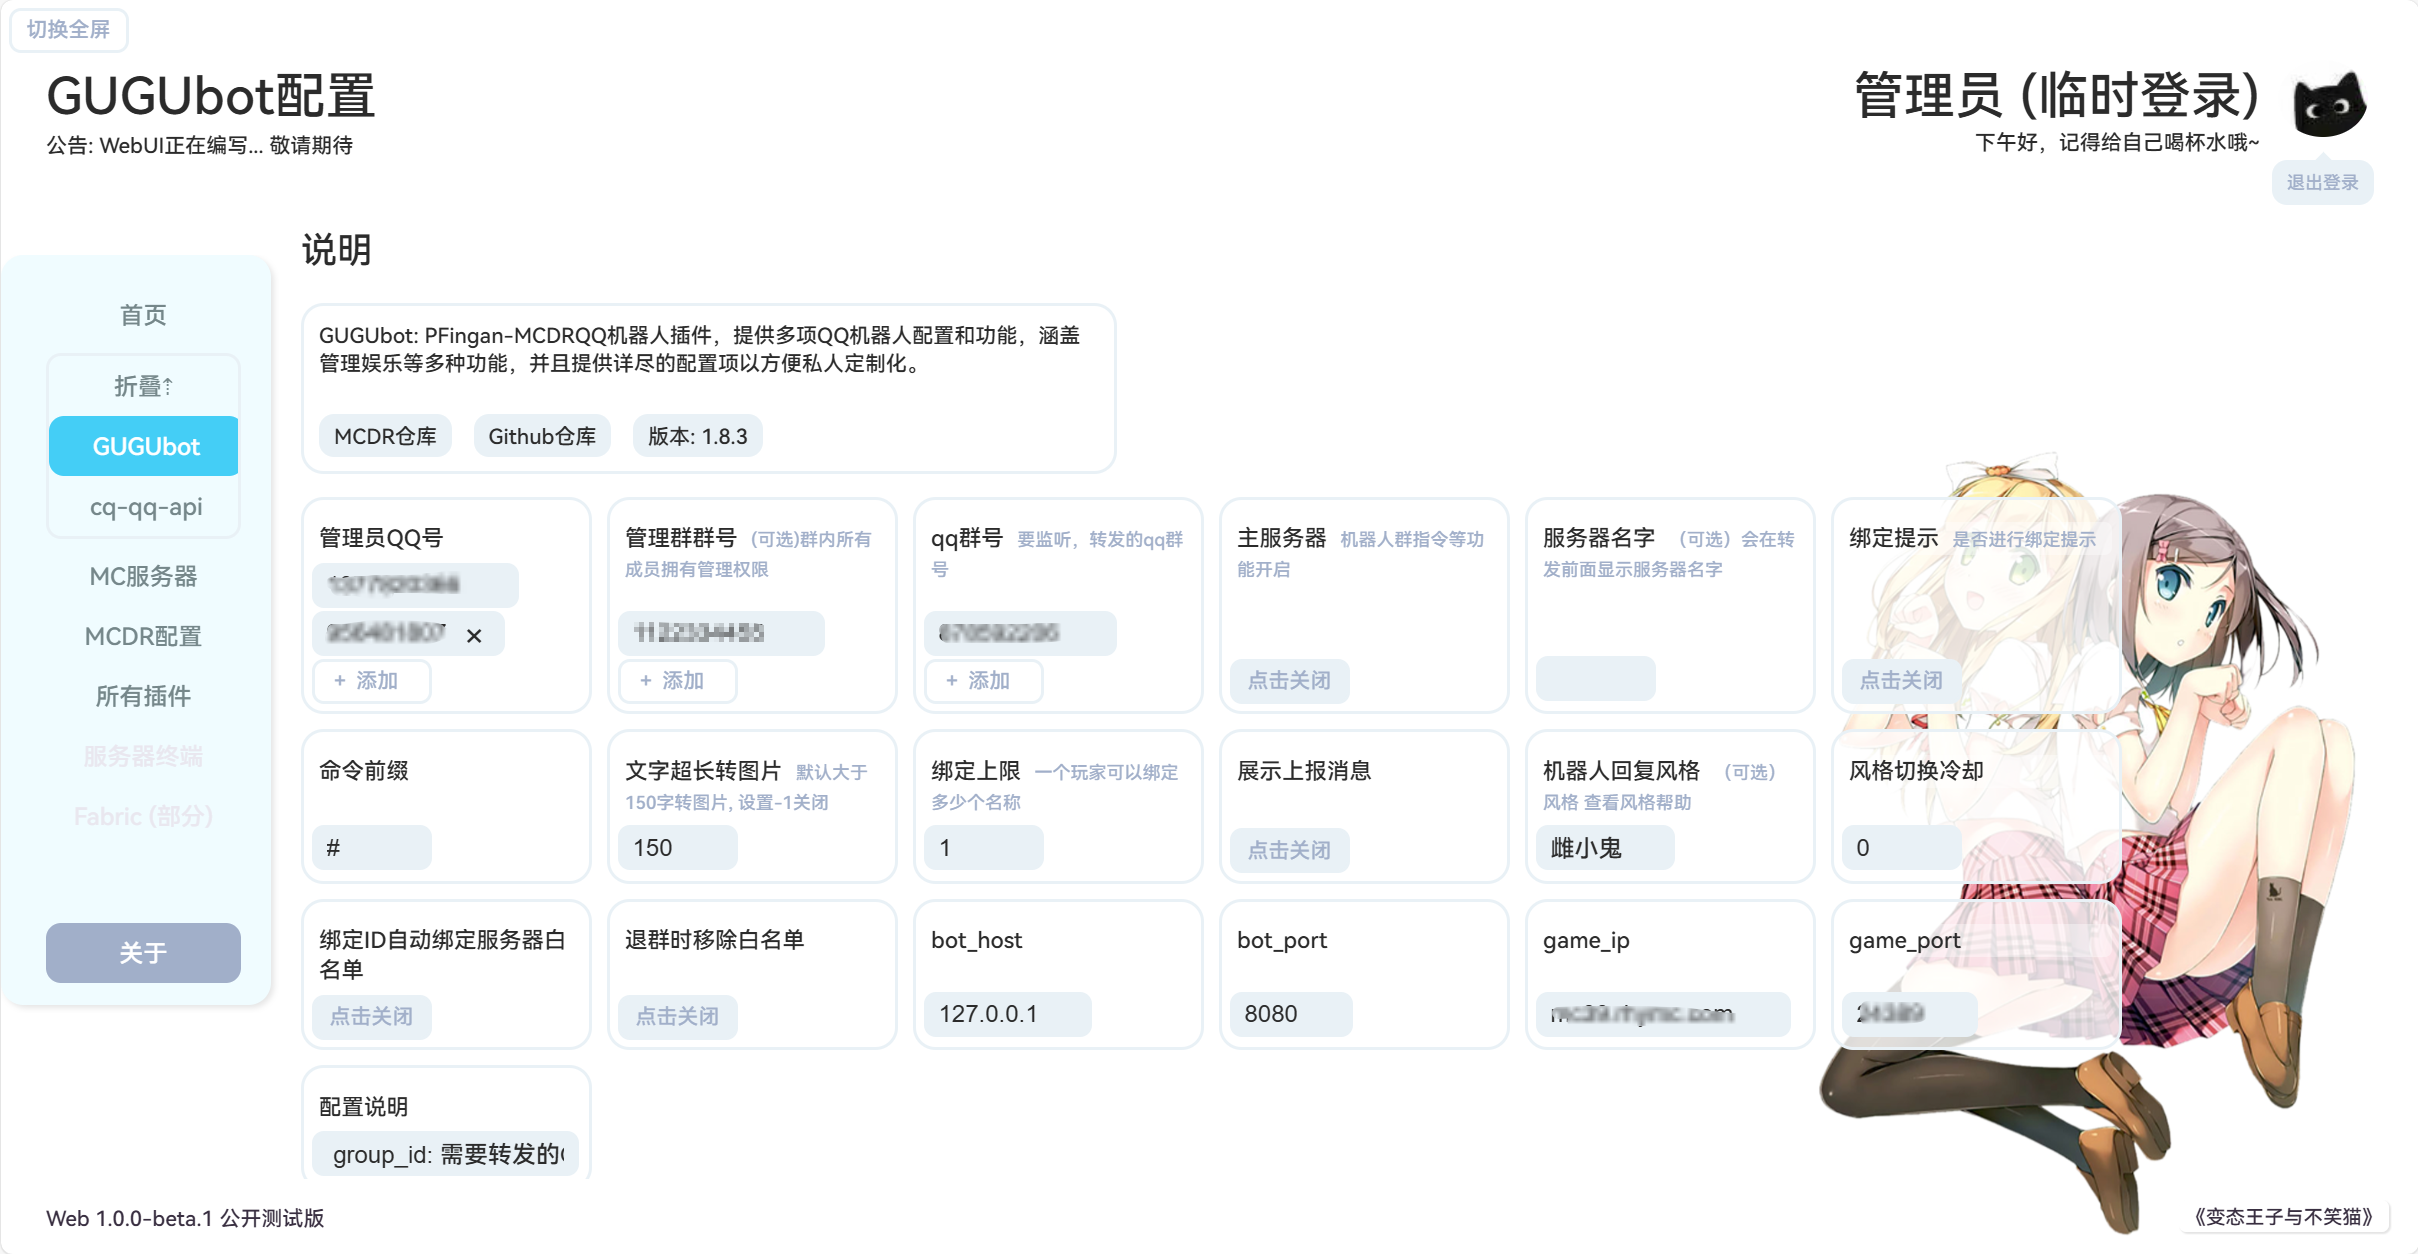 切换全屏
GUGUbot配置
公告: WebUI正在编写... 敬请期待
管理员 (临时登录)
下午好，记得给自己喝杯水哦~
退出登录
首页
折叠⇡
GUGUbot
cq-qq-api
MC服务器
MCDR配置
所有插件
服务器终端
Fabric (部分)
关于
说明
GUGUbot: PFingan-MCDRQQ机器人插件，提供多项QQ机器人配置和功能，涵盖
管理娱乐等多种功能，并且提供详尽的配置项以方便私人定制化。
MCDR仓库 Github仓库 版本: 1.8.3
管理员QQ号
✕
+ 添加
管理群群号 (可选)群内所有
成员拥有管理权限
+ 添加
qq群号 要监听，转发的qq群
号
+ 添加
主服务器 机器人群指令等功
能开启
点击关闭
服务器名字 （可选）会在转
发前面显示服务器名字
绑定提示 是否进行绑定提示
点击关闭
命令前缀
#
文字超长转图片 默认大于
150字转图片, 设置-1关闭
150
绑定上限 一个玩家可以绑定
多少个名称
1
展示上报消息
点击关闭
机器人回复风格 （可选）
风格 查看风格帮助
雌小鬼
风格切换冷却
0
绑定ID自动绑定服务器白
名单
点击关闭
退群时移除白名单
点击关闭
bot_host
127.0.0.1
bot_port
8080
game_ip
game_port
配置说明
group_id: 需要转发的
Web 1.0.0-beta.1 公开测试版
《变态王子与不笑猫》